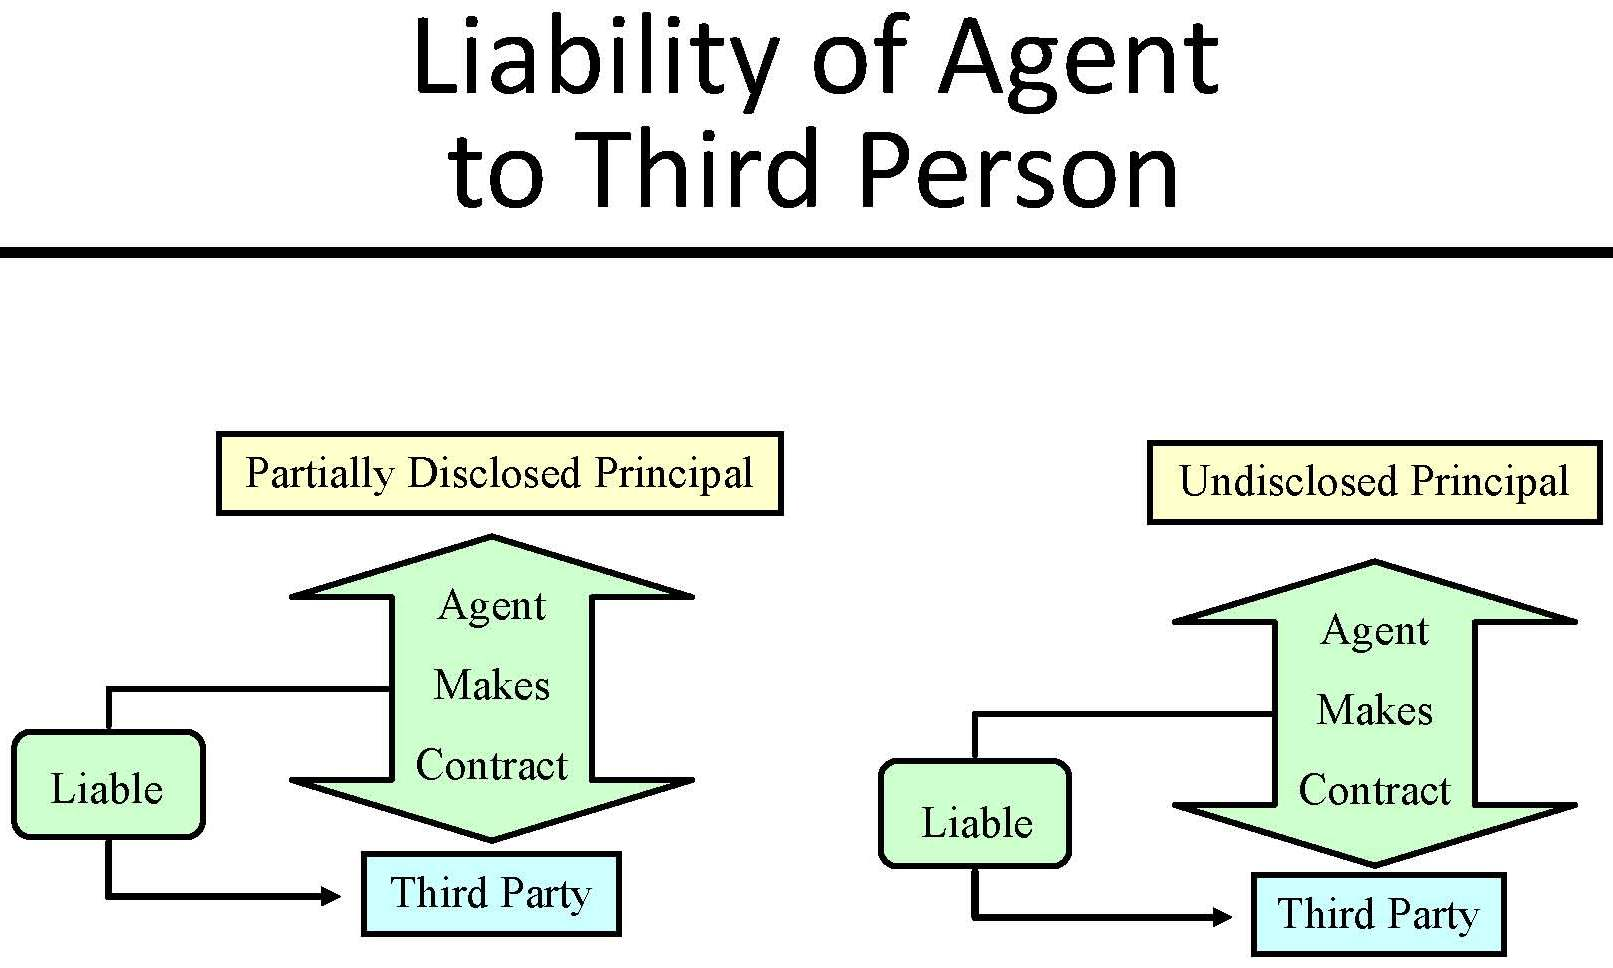 Liability of Agent
to Third Person
Partially Disclosed Principal
Agent
Makes
Contract
Liable
Third Party
Undisclosed Principal
Agent
Makes
Contract
Liable
Third Party